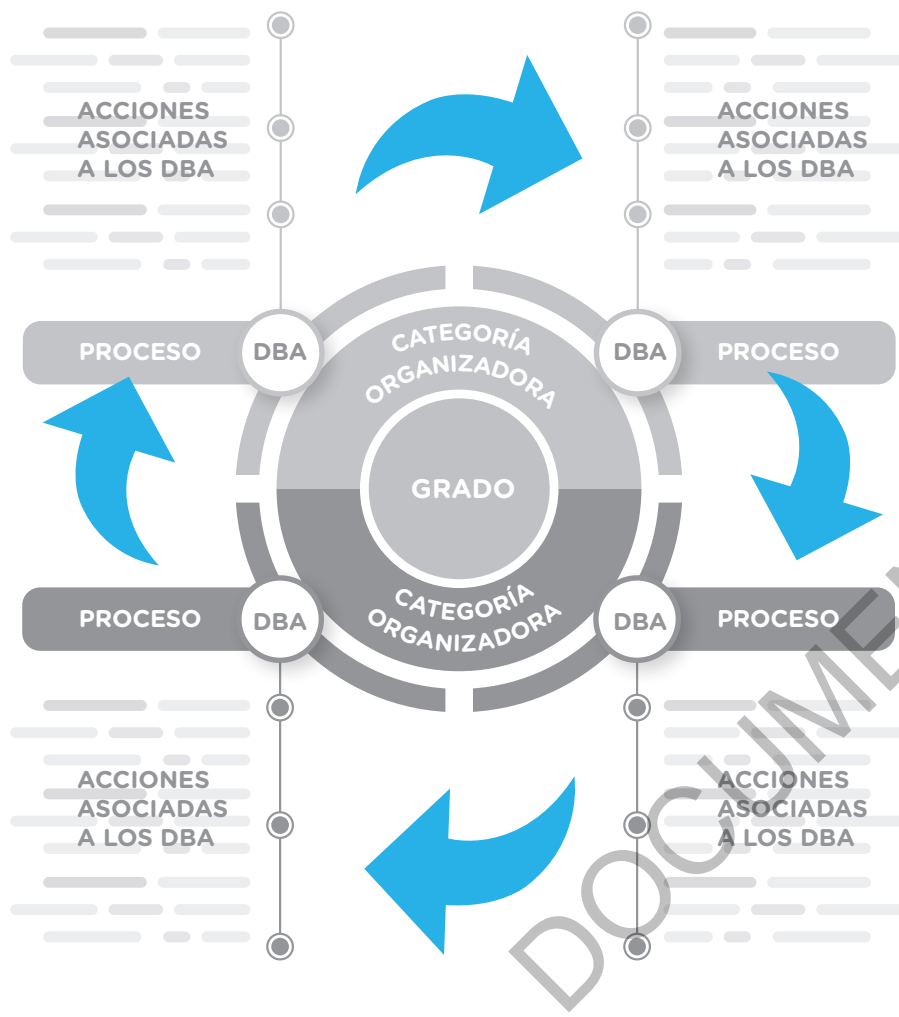 ACCIONES
ASOCIADAS
A LOS DBA
ACCIONES
ASOCIADAS
A LOS DBA
PROCESO
DBA
CATEGORÍA
ORGANIZADORA
DBA
PROCESO
GRADO
PROCESO
DBA
CATEGORÍA
ORGANIZADORA
DBA
PROCESO
ACCIONES
ASOCIADAS
A LOS DBA
ACCIONES
ASOCIADAS
A LOS DBA